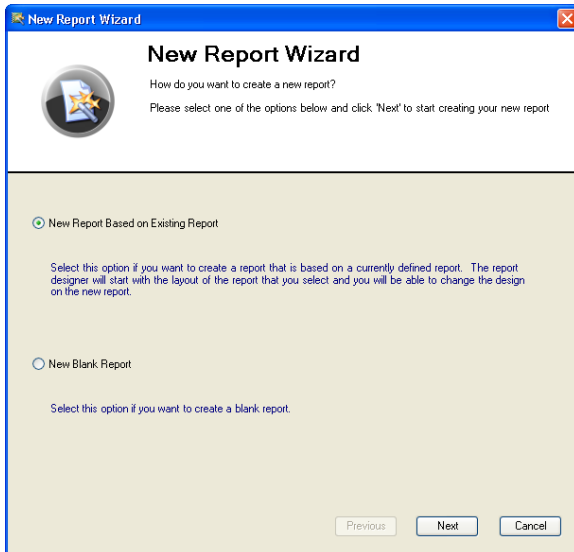 New Report Wizard
New Report Wizard
How do you want to create a new report?
Please select one of the options below and click 'Next' to start creating your new report
New Report Based on Existing Report
Select this option if you want to create a report that is based on a currently defined report. The report
designer will start with the layout of the report that you select and you will be able to change the design
on the new report.
New Blank Report
Select this option if you want to create a blank report.
Previous Next Cancel